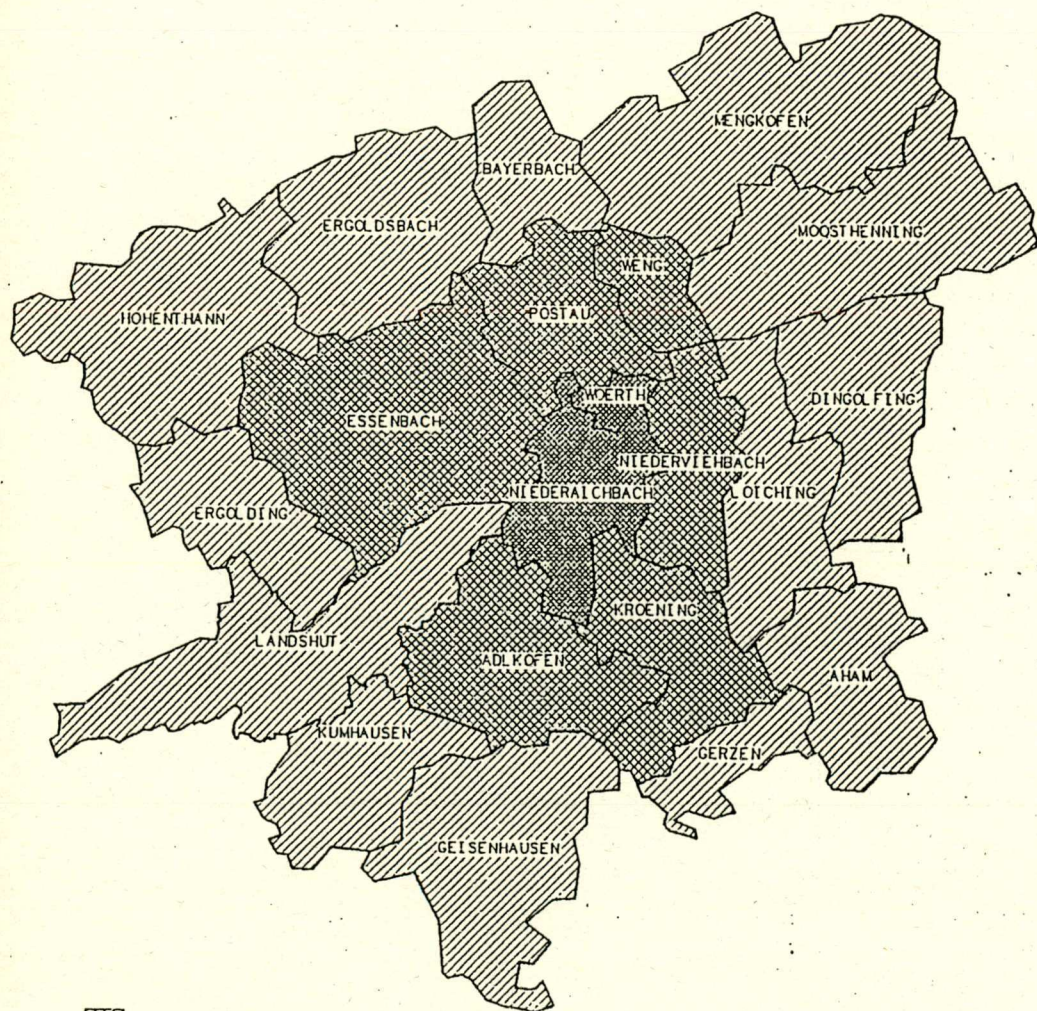 MENGKOFEN
BAYERBACH
ERGOLDSBACH
MOOSTHENNING
WENG
HOHENTHANN
POSTAU
WOERTH
DINGOLFING
ESSENBACH
NIEDERVIEHBACH
NIEDERAICHBACH
LOICHING
ERGOLDING
KROENING
LANDSHUT
ADLKOFEN
AHAM
KUMHAUSEN
GERZEN
GEISENHAUSEN